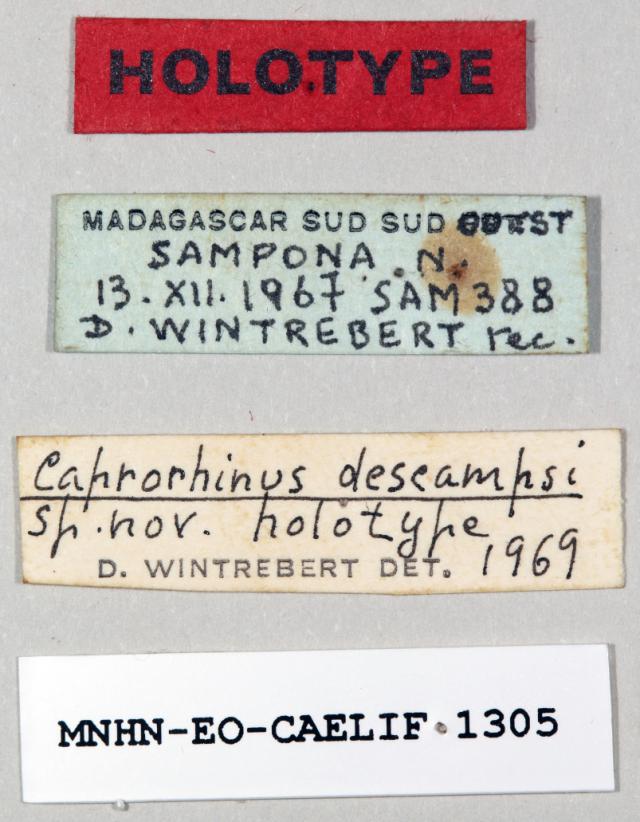 HOLOTYPE
MADAGASCAR SUD SUD OUEST
SAMPONA N.
13.XII.1967 SAM388
D. WINTREBERT rec.
Caprorhinus descampsi
sp.nov. holotype
D. WINTREBERT DET. 1969
MNHN-EO-CAELIF 1305